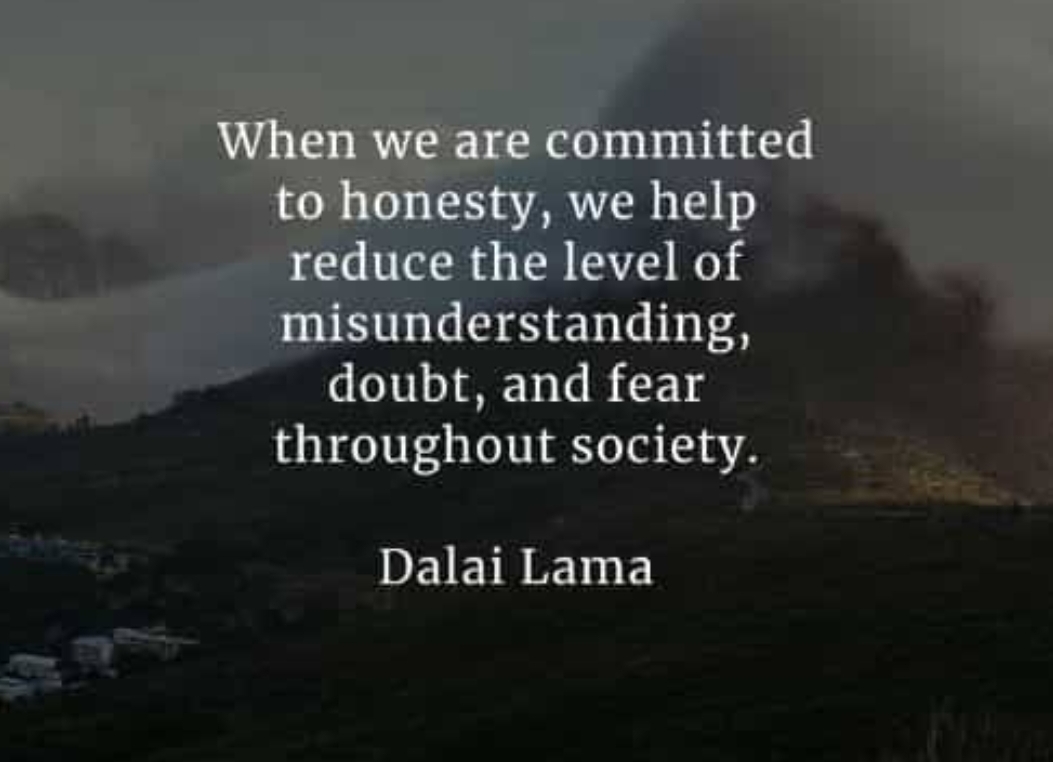 When we are committed
to honesty, we help
reduce the level of
misunderstanding,
doubt, and fear
throughout society.
Dalai Lama